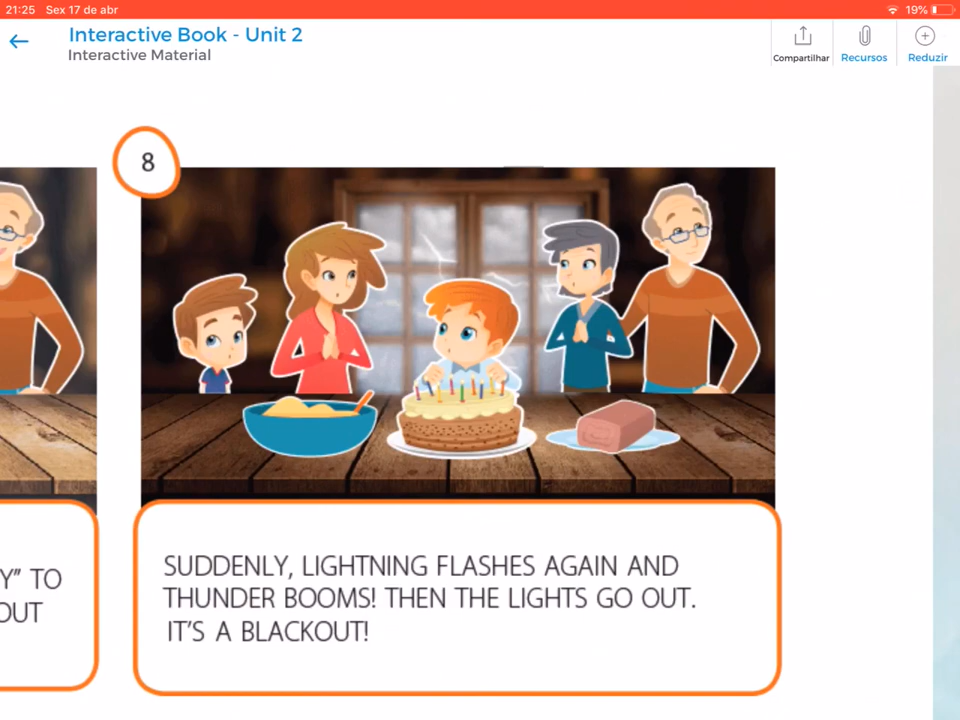 21:25 Sex 17 de abr
19%
Interactive Book - Unit 2
Interactive Material
Compartilhar
Recursos
Reduzir
8
Y” TO
OUT
SUDDENLY, LIGHTNING FLASHES AGAIN AND
THUNDER BOOMS! THEN THE LIGHTS GO OUT.
IT’S A BLACKOUT!